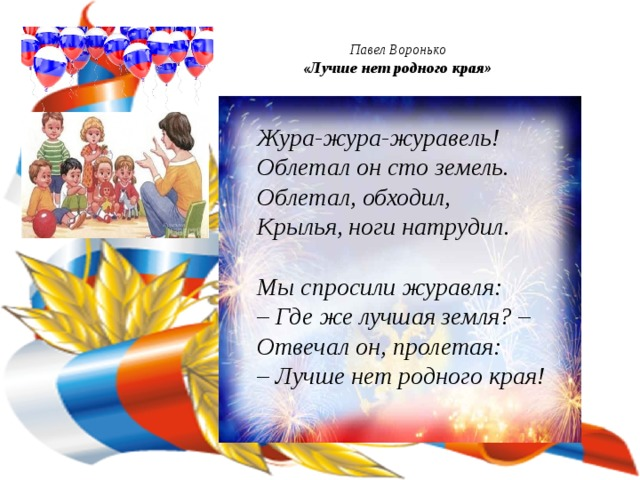 Павел Воронько
«Лучше нет родного края»
Жура-жура-журавель!
Облетал он сто земель.
Облетал, обходил,
Крылья, ноги натрудил.
Мы спросили журавля:
– Где же лучшая земля? –
Отвечал он, пролетая:
– Лучше нет родного края!